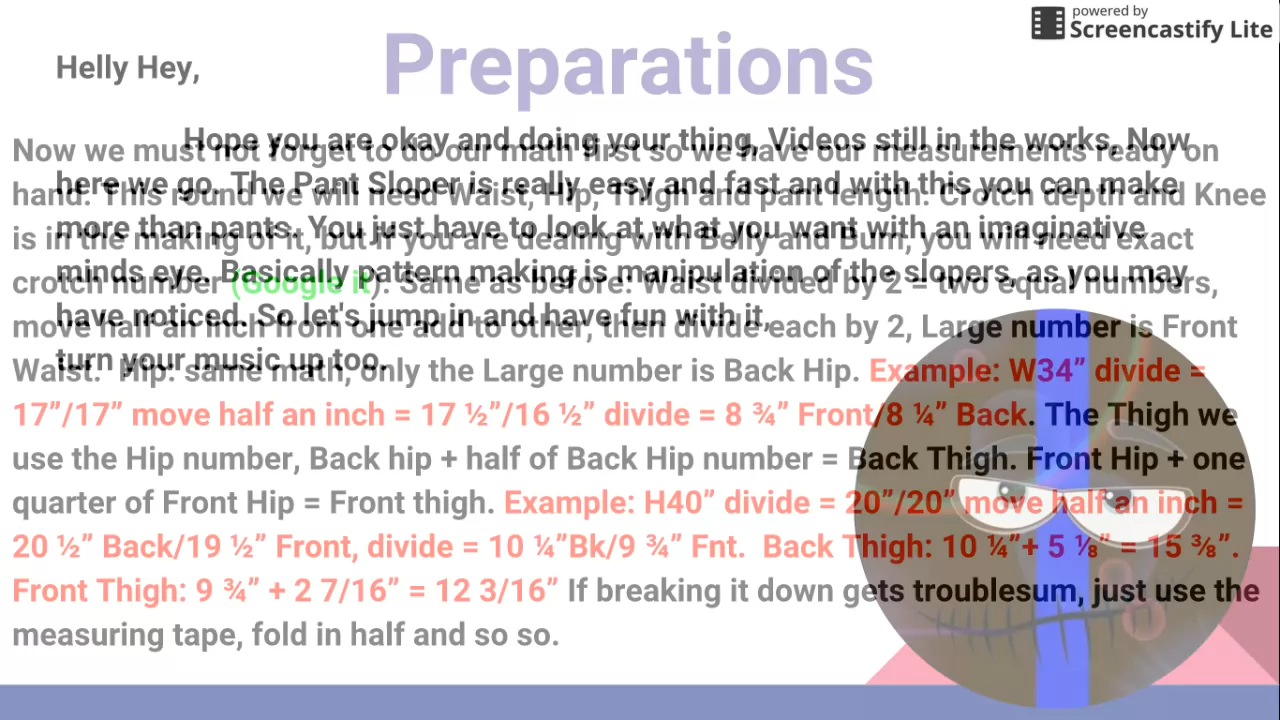 powered by
Screencastify Lite
Helly Hey,
Preparations
Hope you are okay and doing your thing, Videos still in the works, Now
here we go. The Pant Sloper is really easy and fast and with this you can make
more than pants. You just have to look at what you want with an imaginative
minds eye. Basically pattern making is manipulation of the slopers, as you may
have noticed. So let's jump in and have fun with it,
turn your music up too.
Now we must not forget to do our math first so we have our measurements ready on
hand. This round we will need Waist, Hip, Thigh and pant length. Crotch depth and Knee
is in the making of it, but if you are dealing with Belly and Bum, you will need exact
crotch number (Google it). Same as before: Waist divided by 2 = two equal numbers,
move half an inch from one add to other, then divide each by 2, Large number is Front
Waist. Hip: same math, only the Large number is Back Hip. Example: W34” divide =
17”/17” move half an inch = 17 ½”/16 ½” divide = 8 ¾” Front/8 ¼” Back. The Thigh we
use the Hip number, Back hip + half of Back Hip number = Back Thigh. Front Hip + one
quarter of Front Hip = Front thigh. Example: H40” divide = 20”/20” move half an inch =
20 ½” Back/19 ½” Front, divide = 10 ¼”Bk/9 ¾” Fnt. Back Thigh: 10 ¼”+ 5 ⅛” = 15 ⅜”.
Front Thigh: 9 ¾” + 2 7/16” = 12 3/16” If breaking it down gets troublesum, just use the
measuring tape, fold in half and so so.